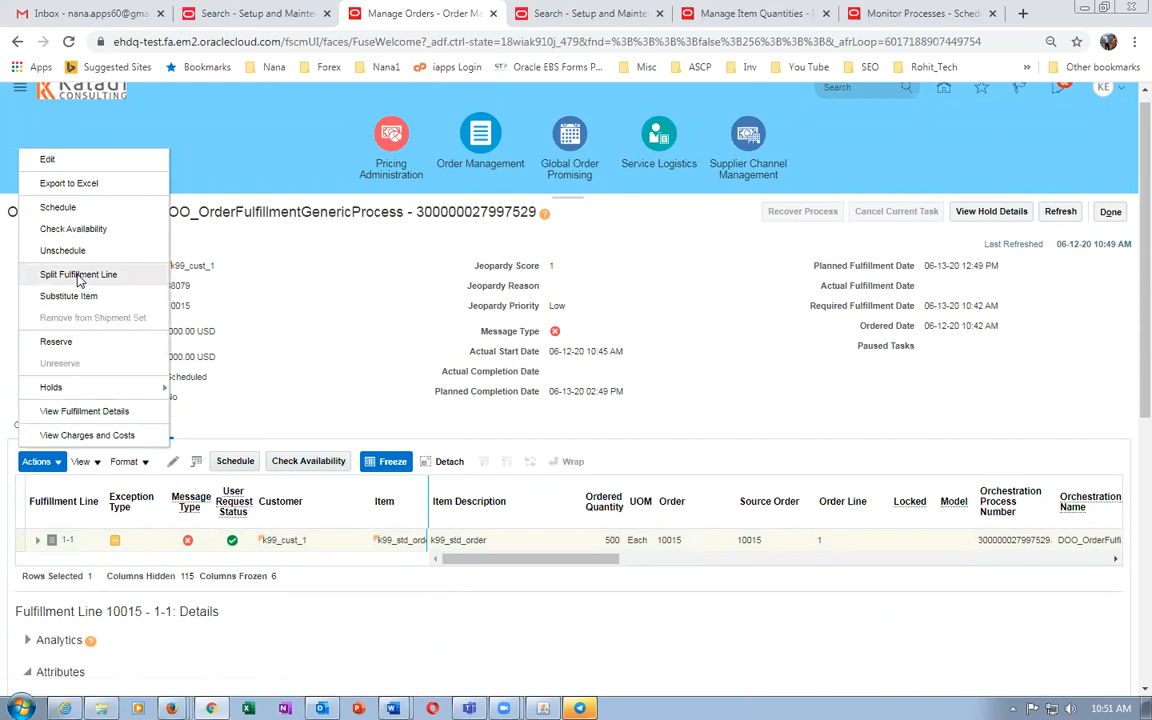 Inbox - nana.apps60@gma
Search - Setup and Mainte
Manage Orders - Order Ma
Search - Setup and Mainte
Manage Item Quantities - I
Monitor Processes - Sched
ehdq-test.fa.em2.oraclecloud.com/fscmUI/faces/FuseWelcome?_adf.ctrl-state=18wiak910j_479&fnd=%3B%3B%3B%3Bfalse%3B256%3B%3B%3B&_afrLoop=6017188907449754
Apps
Suggested Sites
Bookmarks
Nana
Forex
Nana1
iapps Login
Oracle EBS Forms P...
Misc
ASCP
Inv
You Tube
SEO
Rohit_Tech
»
Other bookmarks
CONSULTING
Search
KE
Pricing Administration
Order Management
Global Order Promising
Service Logistics
Supplier Channel Management
DOO_OrderFulfillmentGenericProcess - 300000027997529
Recover Process
Cancel Current Task
View Hold Details
Refresh
Done
Last Refreshed 06-12-20 10:49 AM
Edit
Export to Excel
Schedule
Check Availability
Unschedule
Split Fulfillment Line
Substitute Item
Remove from Shipment Set
Reserve
Unreserve
Holds
View Fulfillment Details
View Charges and Costs
k99_cust_1
Scheduled
No
Jeopardy Score 1
Jeopardy Reason
Jeopardy Priority Low
Message Type
Actual Start Date 06-12-20 10:45 AM
Actual Completion Date
Planned Completion Date 06-13-20 02:49 PM
Planned Fulfillment Date 06-13-20 12:49 PM
Actual Fulfillment Date
Required Fulfillment Date 06-12-20 10:42 AM
Ordered Date 06-12-20 10:42 AM
Paused Tasks
Actions View Format Schedule Check Availability Freeze Detach Wrap
Fulfillment Line Exception Type Message Type User Request Status Customer Item Item Description Ordered Quantity UOM Order Source Order Order Line Locked Model Orchestration Process Number Orchestration Name
1-1 k99_cust_1 k99_std_ord k99_std_order 500 Each 10015 10015 1 300000027997529. DOO_OrderFulfi
Rows Selected 1 Columns Hidden 115 Columns Frozen 6
Fulfillment Line 10015 - 1-1: Details
Analytics
Attributes
10:51 AM